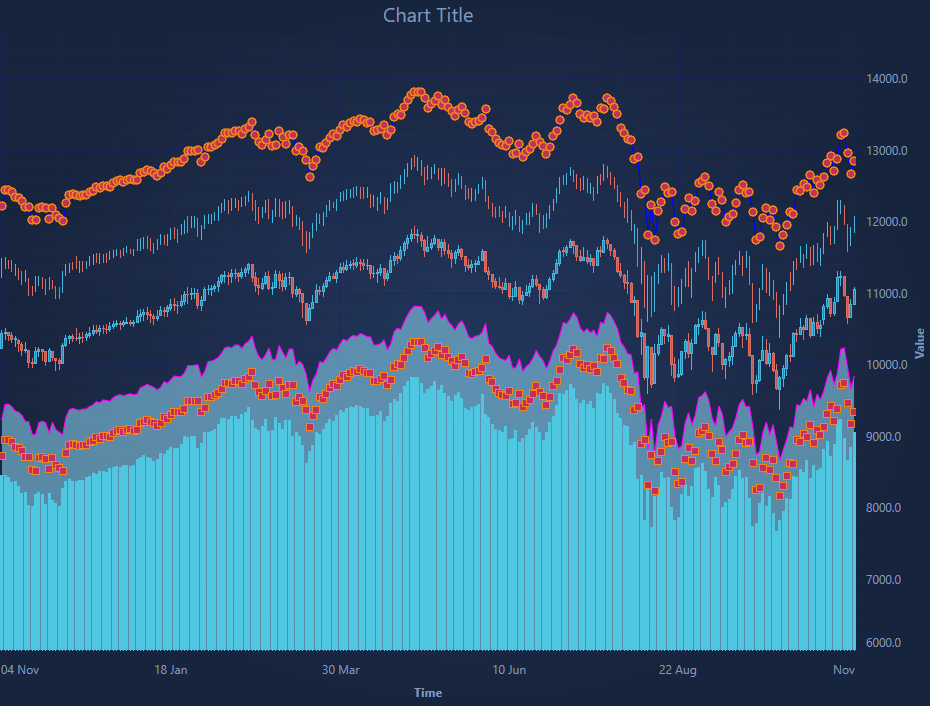 Chart Title
14000.0
13000.0
12000.0
11000.0
10000.0
9000.0
8000.0
7000.0
6000.0
Value
04 Nov
18 Jan
30 Mar
10 Jun
22 Aug
Nov
Time